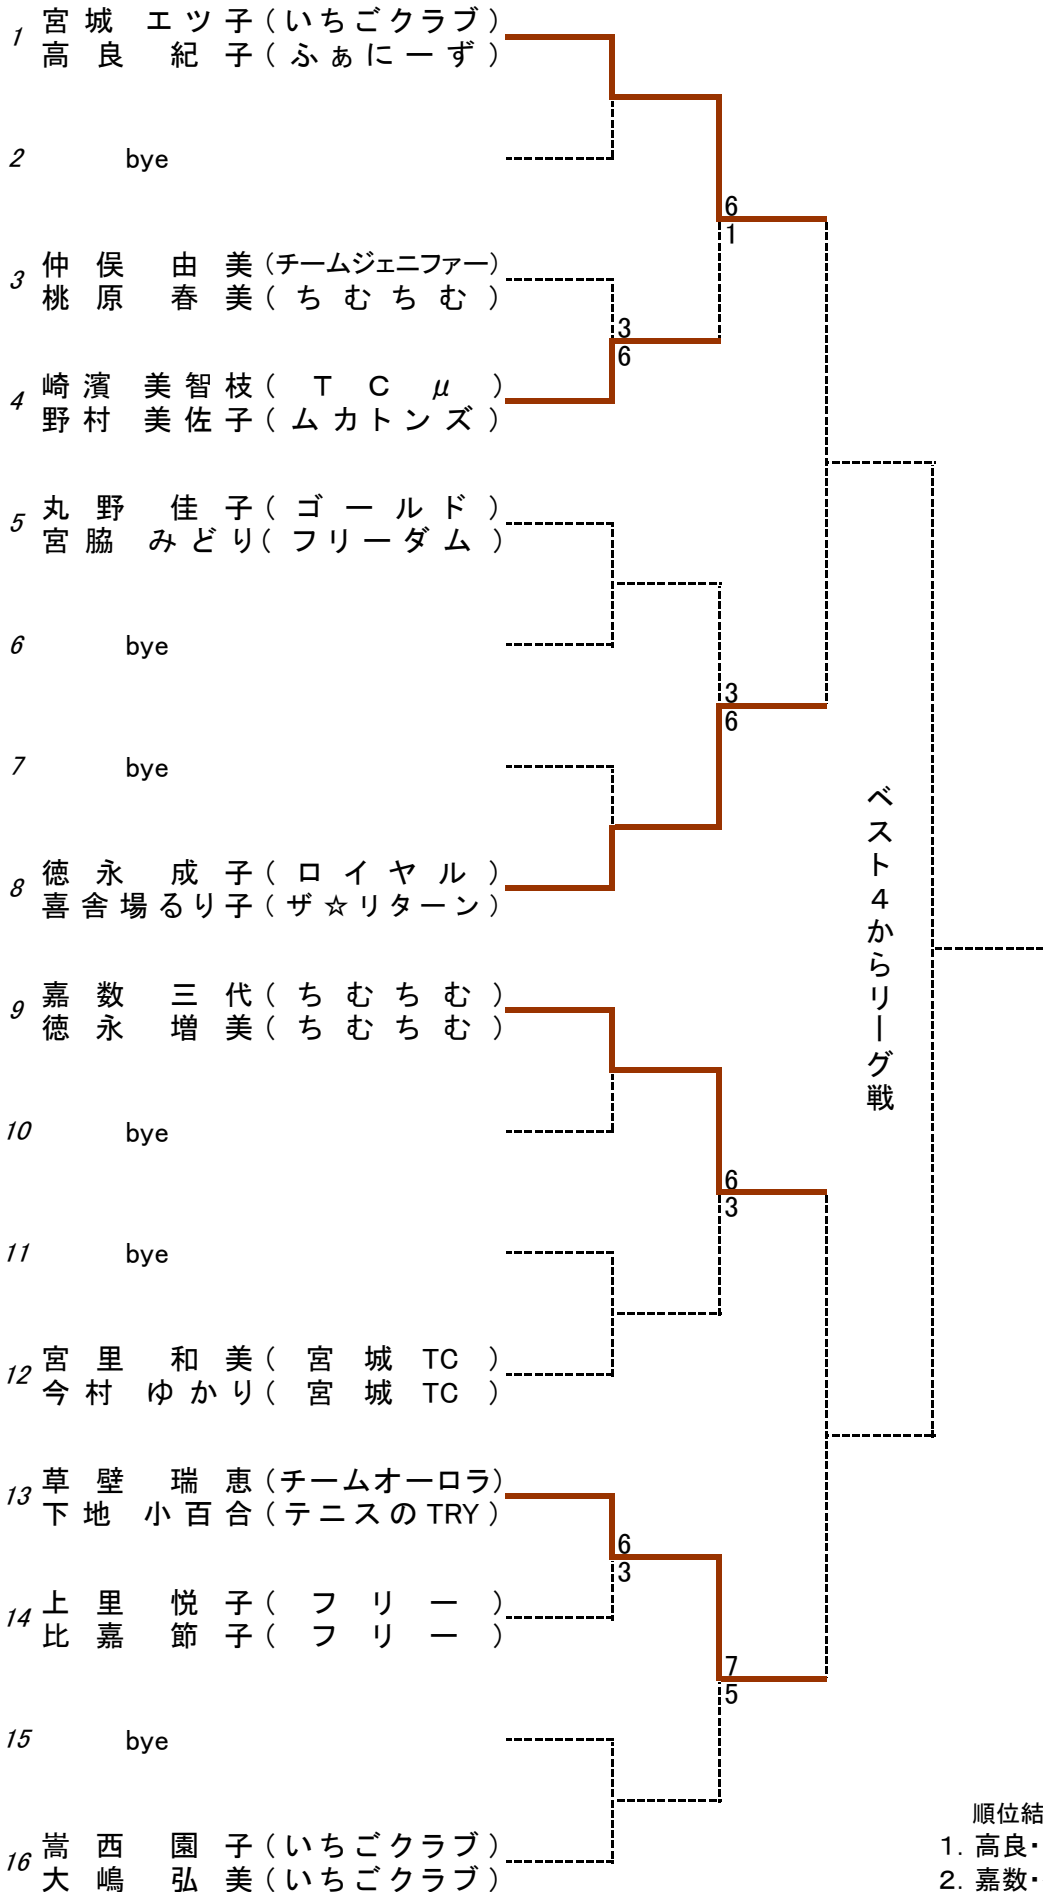 1 宮城 エツ子(いちごクラブ)
高良 紀子(ふぁにーず)
2 bye
6
1
3 仲俣 由美(チームジェニファー)
桃原 春美(ちむちむ)
3
6
4 崎濱 美智枝(TCμ)
野村 美佐子(ムカトンズ)
5 丸野 佳子(ゴールド)
宮脇 みどり(フリーダム)
6 bye
3
6
7 bye
8 徳永 成子(ロイヤル)
喜舎場るり子(ザ☆リターン)
ベスト4からリーグ戦
9 嘉数 三代(ちむちむ)
徳永 増美(ちむちむ)
10 bye
6
3
11 bye
12 宮里 和美(宮城TC)
今村 ゆかり(宮城TC)
13 草壁 瑞恵(チームオーロラ)
下地 小百合(テニスのTRY)
6
3
14 上里 悦子(フリー)
比嘉 節子(フリー)
7
5
15 bye
16 嵩西 園子(いちごクラブ)
大嶋 弘美(いちごクラブ)
順位結
1. 高良・
2. 嘉数・